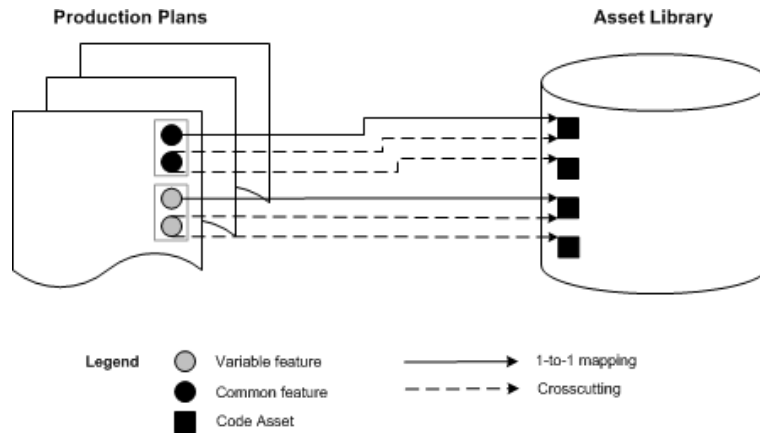 Production Plans
Asset Library
Legend
Variable feature
1-to-1 mapping
Common feature
Crosscutting
Code Asset